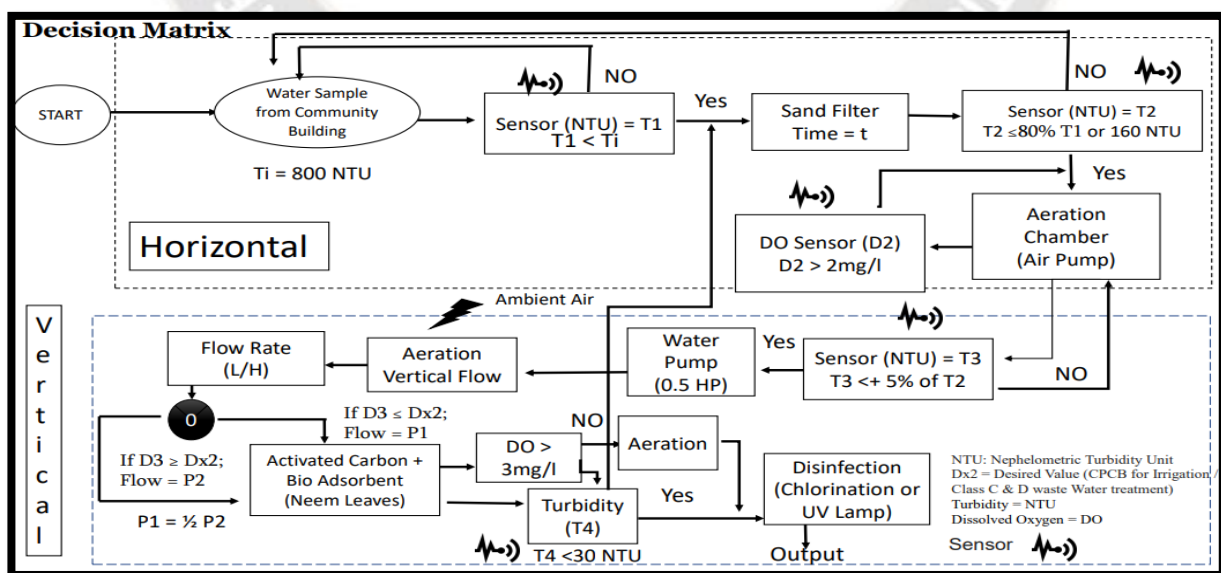 Decision Matrix
START
Water Sample
from Community
Building
Ti = 800 NTU
NO
Sensor (NTU) = T1
T1 < Ti
Yes
Sand Filter
Time = t
NO
Sensor (NTU) = T2
T2 ≤80% T1 or 160 NTU
Yes
Aeration
Chamber
(Air Pump)
DO Sensor (D2)
D2 > 2mg/l
Horizontal
Vertical
Ambient Air
Flow Rate
(L/H)
Aeration
Vertical Flow
Water
Pump
(0.5 HP)
Yes
Sensor (NTU) = T3
T3 <+ 5% of T2
NO
0
If D3 ≤ Dx2;
Flow = P1
If D3 ≥ Dx2;
Flow = P2
P1 = ½ P2
Activated Carbon +
Bio Adsorbent
(Neem Leaves)
DO >
3mg/l
NO
Aeration
Turbidity
(T4)
T4 <30 NTU
Yes
Disinfection
(Chlorination or
UV Lamp)
Output
NTU: Nephelometric Turbidity Unit
Dx2 = Desired Value (CPCB for Irrigation /
Class C & D waste Water treatment)
Turbidity = NTU
Dissolved Oxygen = DO
Sensor